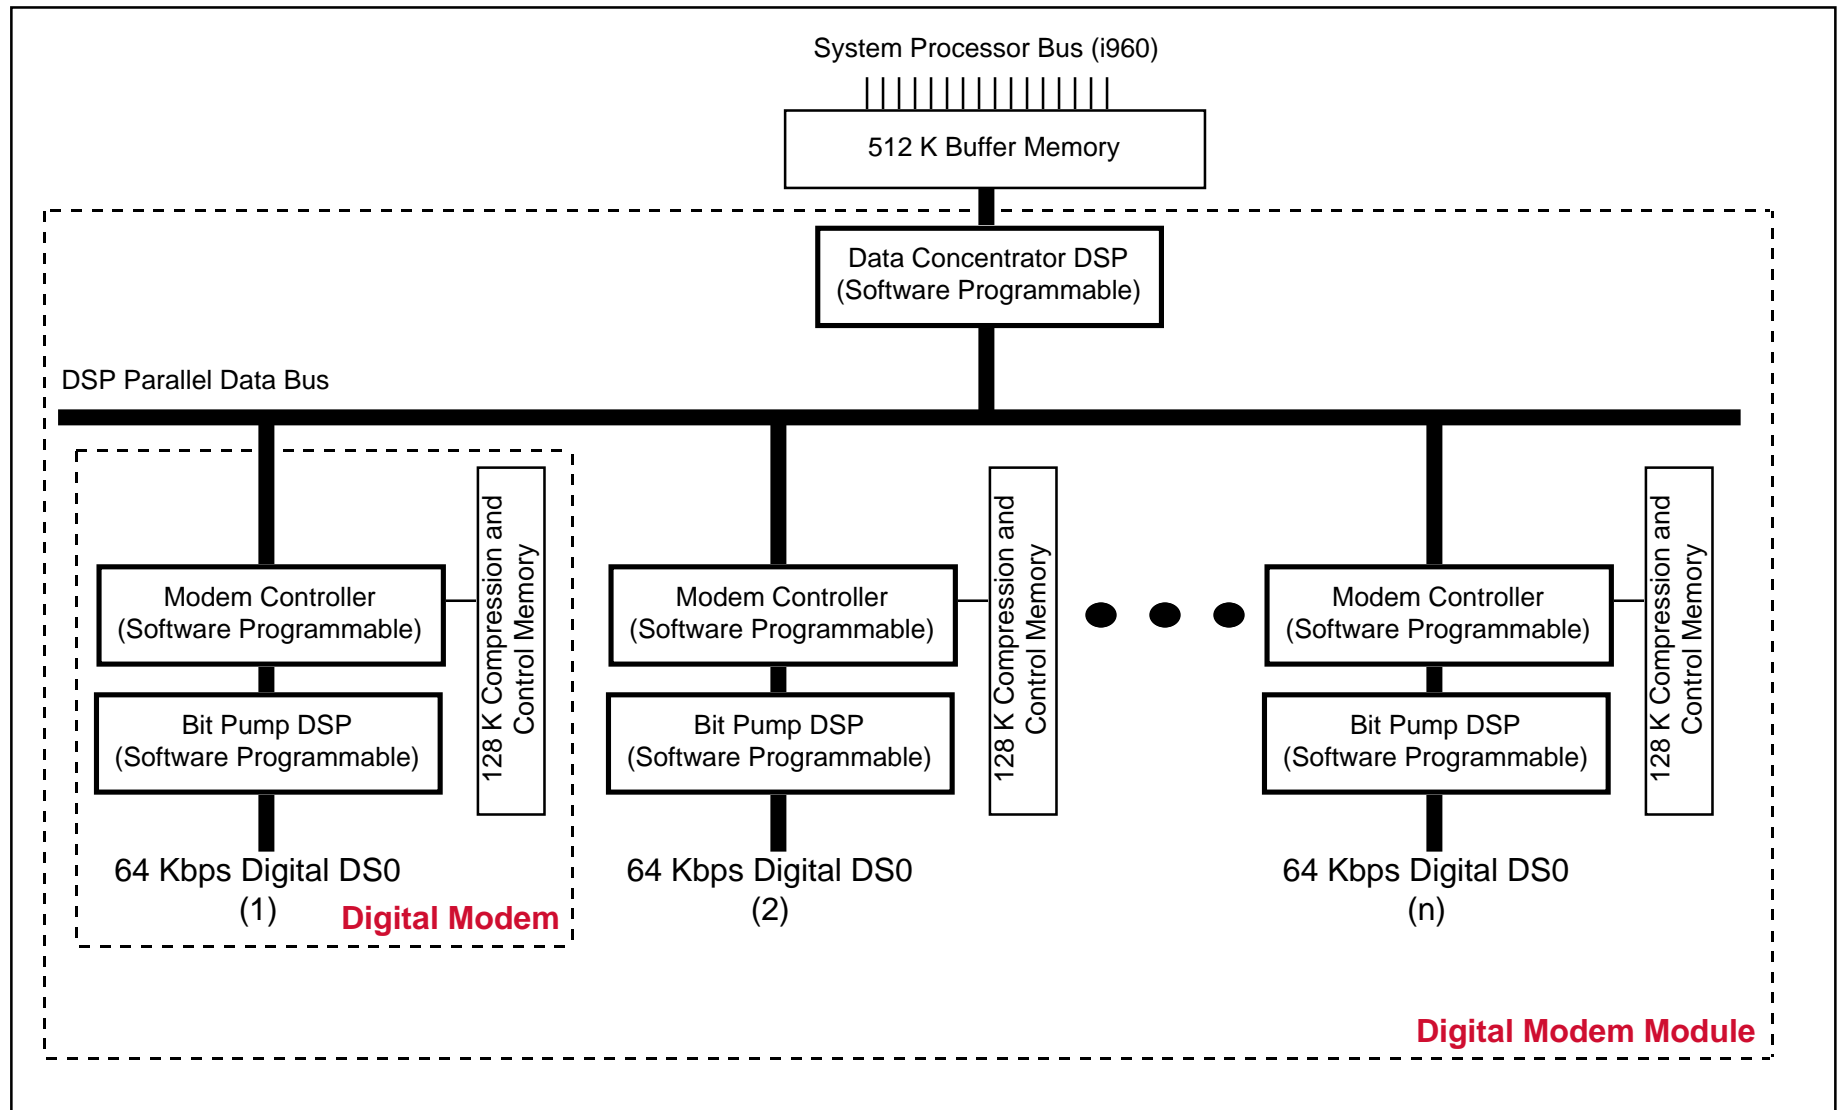 System Processor Bus (i960)
512 K Buffer Memory
Data Concentrator DSP
(Software Programmable)
DSP Parallel Data Bus
Modem Controller
(Software Programmable)
128 K Compression and
Control Memory
Bit Pump DSP
(Software Programmable)
64 Kbps Digital DS0
(1)
Digital Modem
Modem Controller
(Software Programmable)
128 K Compression and
Control Memory
Bit Pump DSP
(Software Programmable)
64 Kbps Digital DS0
(2)
Modem Controller
(Software Programmable)
128 K Compression and
Control Memory
Bit Pump DSP
(Software Programmable)
64 Kbps Digital DS0
(n)
Digital Modem Module